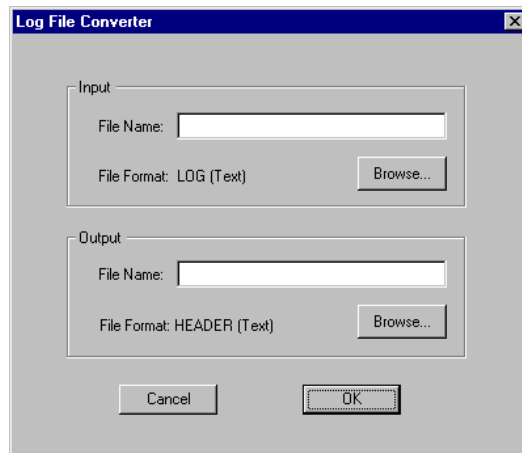 Log File Converter
Input
File Name:
File Format: LOG (Text)
Browse...
Output
File Name:
File Format: HEADER (Text)
Browse...
Cancel
OK